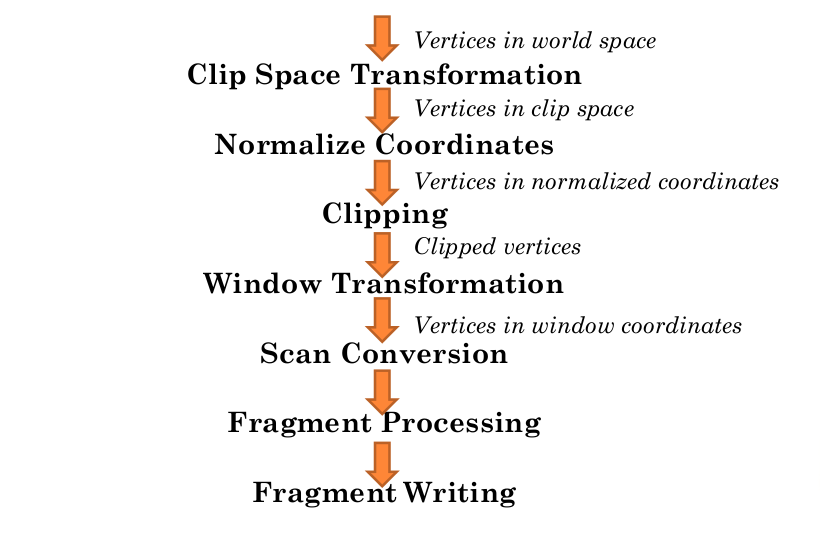 Vertices in world space
Clip Space Transformation
Vertices in clip space
Normalize Coordinates
Vertices in normalized coordinates
Clipping
Clipped vertices
Window Transformation
Vertices in window coordinates
Scan Conversion
Fragment Processing
Fragment Writing